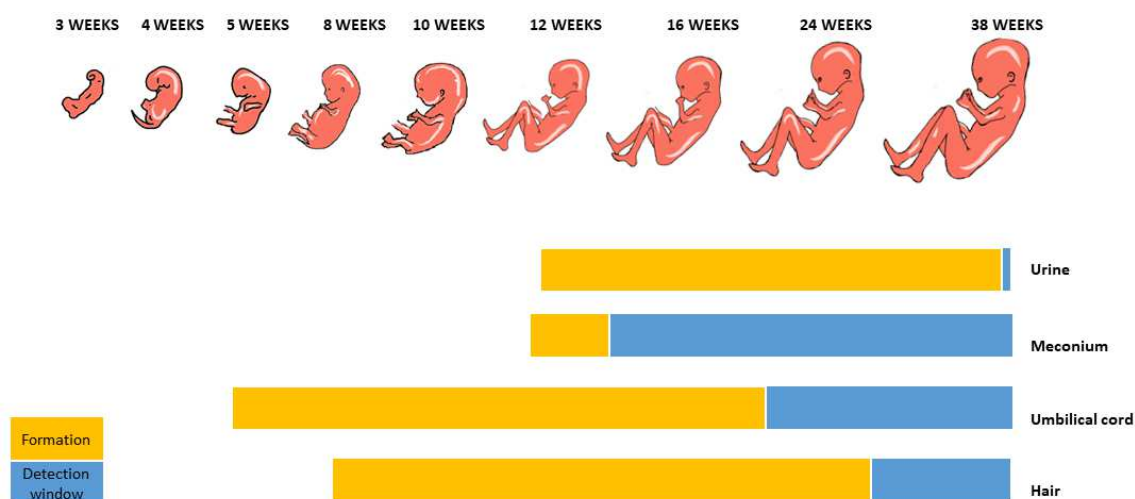 3 WEEKS 4 WEEKS 5 WEEKS 8 WEEKS 10 WEEKS 12 WEEKS 16 WEEKS 24 WEEKS 38 WEEKS
Urine
Meconium
Umbilical cord
Formation
Detection
window
Hair